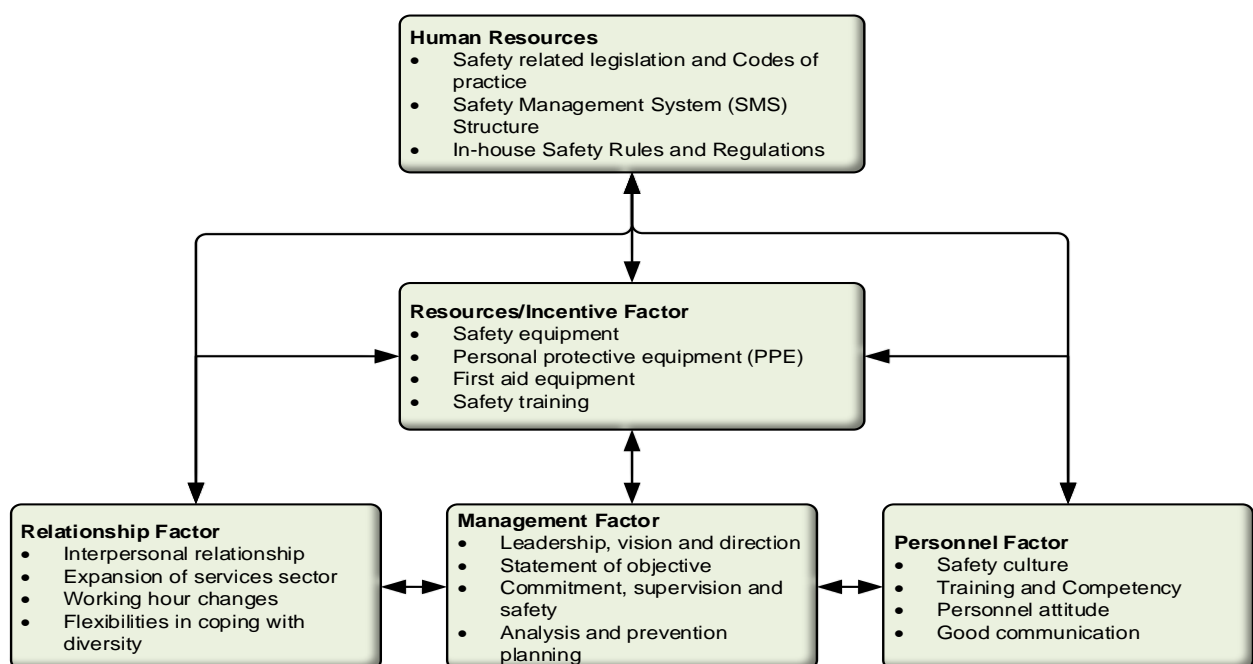 Human Resources
• Safety related legislation and Codes of
practice
• Safety Management System (SMS)
Structure
• In-house Safety Rules and Regulations
Resources/Incentive Factor
• Safety equipment
• Personal protective equipment (PPE)
• First aid equipment
• Safety training
Relationship Factor
• Interpersonal relationship
• Expansion of services sector
• Working hour changes
• Flexibilities in coping with
diversity
Management Factor
• Leadership, vision and direction
• Statement of objective
• Commitment, supervision and
safety
• Analysis and prevention
planning
Personnel Factor
• Safety culture
• Training and Competency
• Personnel attitude
• Good communication